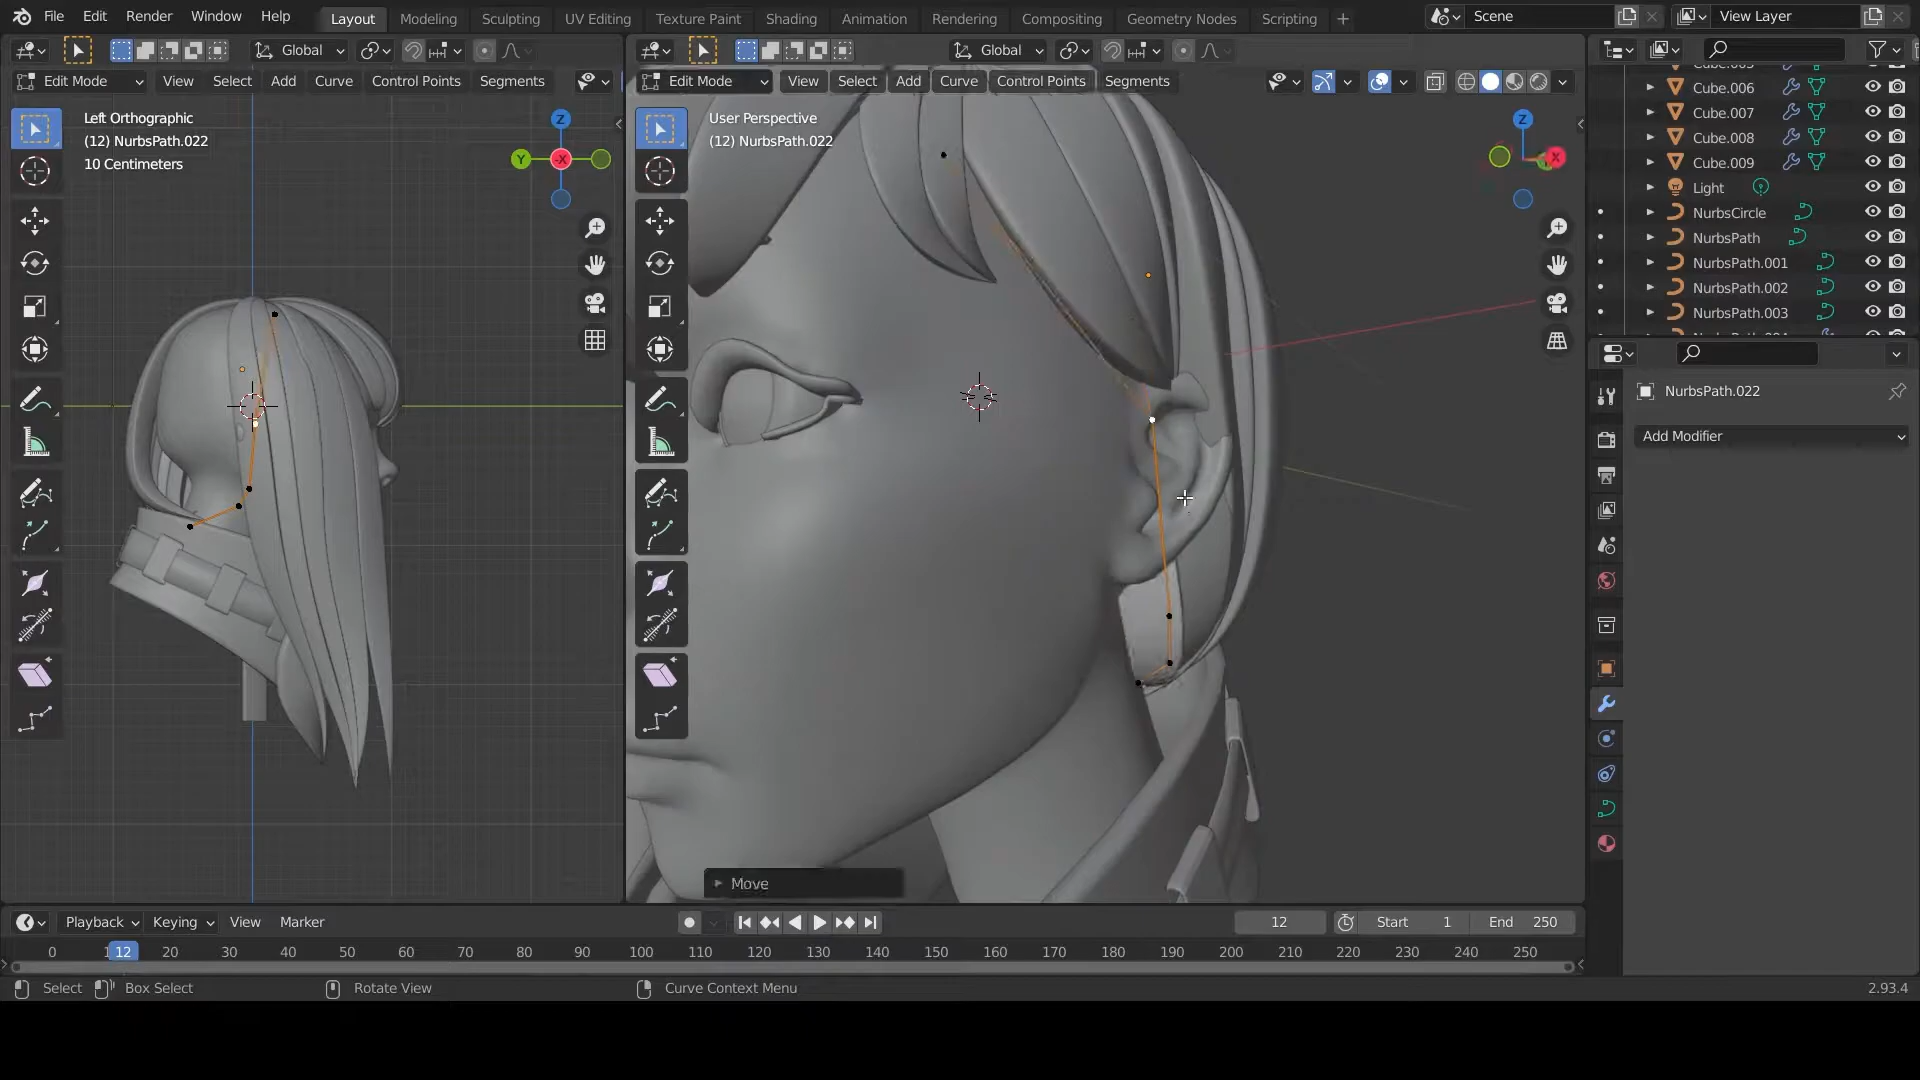 File Edit Render Window Help Layout Modeling Sculpting UV Editing Texture Paint Shading Animation Rendering Compositing Geometry Nodes Scripting + Scene View Layer
Global Global
Edit Mode View Select Add Curve Control Points Segments Edit Mode View Select Add Curve Control Points Segments
Left Orthographic
(12) NurbsPath.022
10 Centimeters
User Perspective
(12) NurbsPath.022
Z
Y
-X
Z
X
Cube.006
Cube.007
Cube.008
Cube.009
Light
NurbsCircle
NurbsPath
NurbsPath.001
NurbsPath.002
NurbsPath.003
NurbsPath.022
Add Modifier
Move
Playback Keying View Marker 12 Start 1 End 250
0 12 20 30 40 50 60 70 80 90 100 110 120 130 140 150 160 170 180 190 200 210 220 230 240 250
Select Box Select Rotate View Curve Context Menu 2.93.4